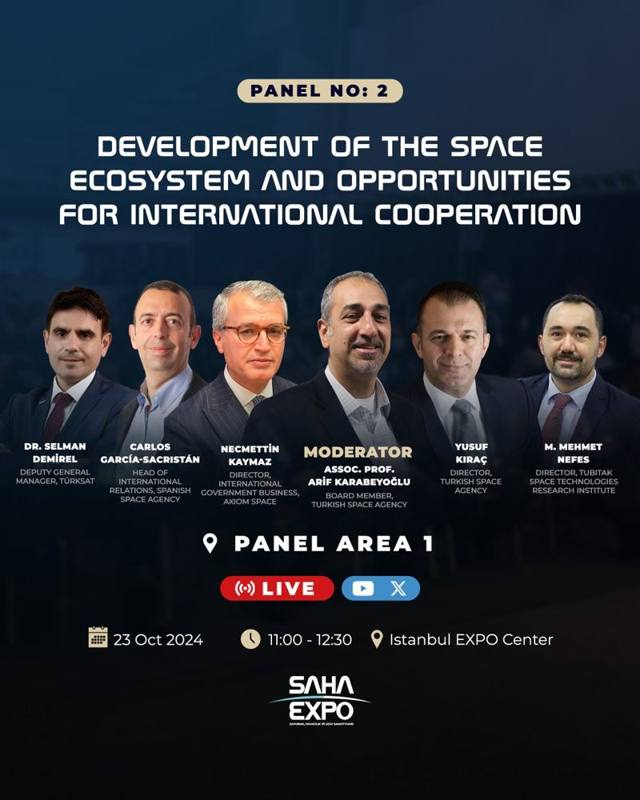 PANEL NO: 2
DEVELOPMENT OF THE SPACE
ECOSYSTEM AND OPPORTUNITIES
FOR INTERNATIONAL COOPERATION
DR. SELMAN
DEMİREL
DEPUTY GENERAL
MANAGER, TÜRKSAT
CARLOS
GARCÍA-SACRISTÁN
HEAD OF
INTERNATIONAL
RELATIONS, SPANISH
SPACE AGENCY
NECMETTİN
KAYMAZ
DIRECTOR,
INTERNATIONAL
GOVERNMENT BUSINESS,
AXIOM SPACE
MODERATOR
ASSOC. PROF.
ARİF KARABEYOĞLU
BOARD MEMBER,
TURKISH SPACE AGENCY
YUSUF
KIRAÇ
DIRECTOR,
TURKISH SPACE
AGENCY
M. MEHMET
NEFES
DIRECTOR, TUBITAK
SPACE TECHNOLOGIES
RESEARCH INSTITUTE
PANEL AREA 1
LIVE
23 Oct 2024
11:00 - 12:30
Istanbul EXPO Center
SAHA
EXPO